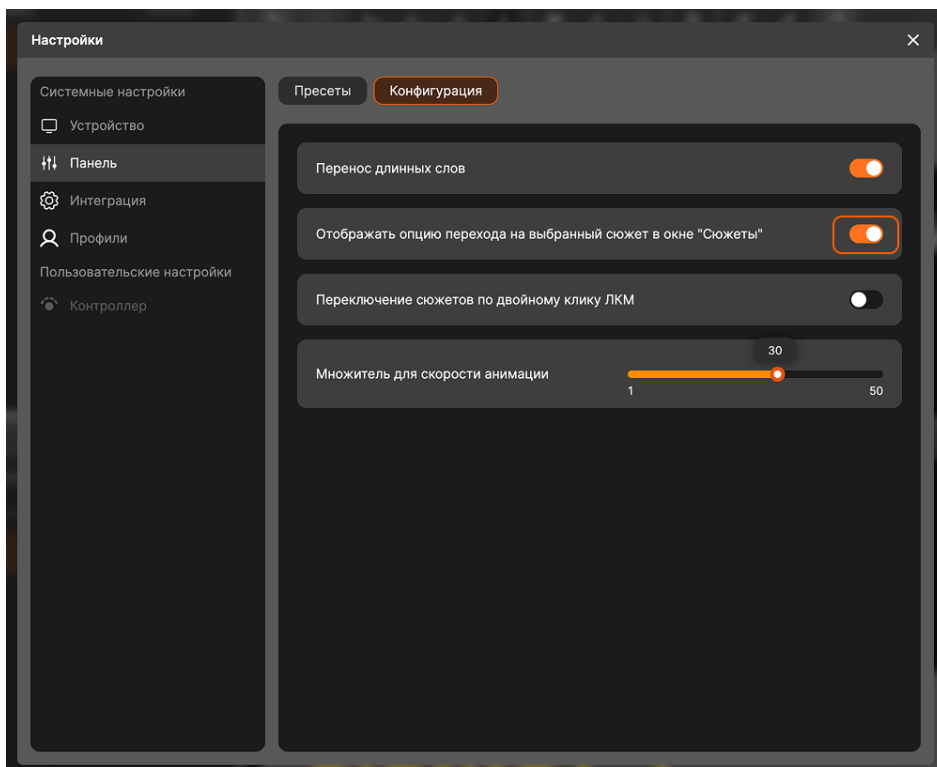 Настройки
Системные настройки
Устройство
Панель
Интеграция
Профили
Пользовательские настройки
Контроллер
Пресеты
Конфигурация
Перенос длинных слов
Отображать опцию перехода на выбранный сюжет в окне "Сюжеты"
Переключение сюжетов по двойному клику ЛКМ
Множитель для скорости анимации
30
1
50